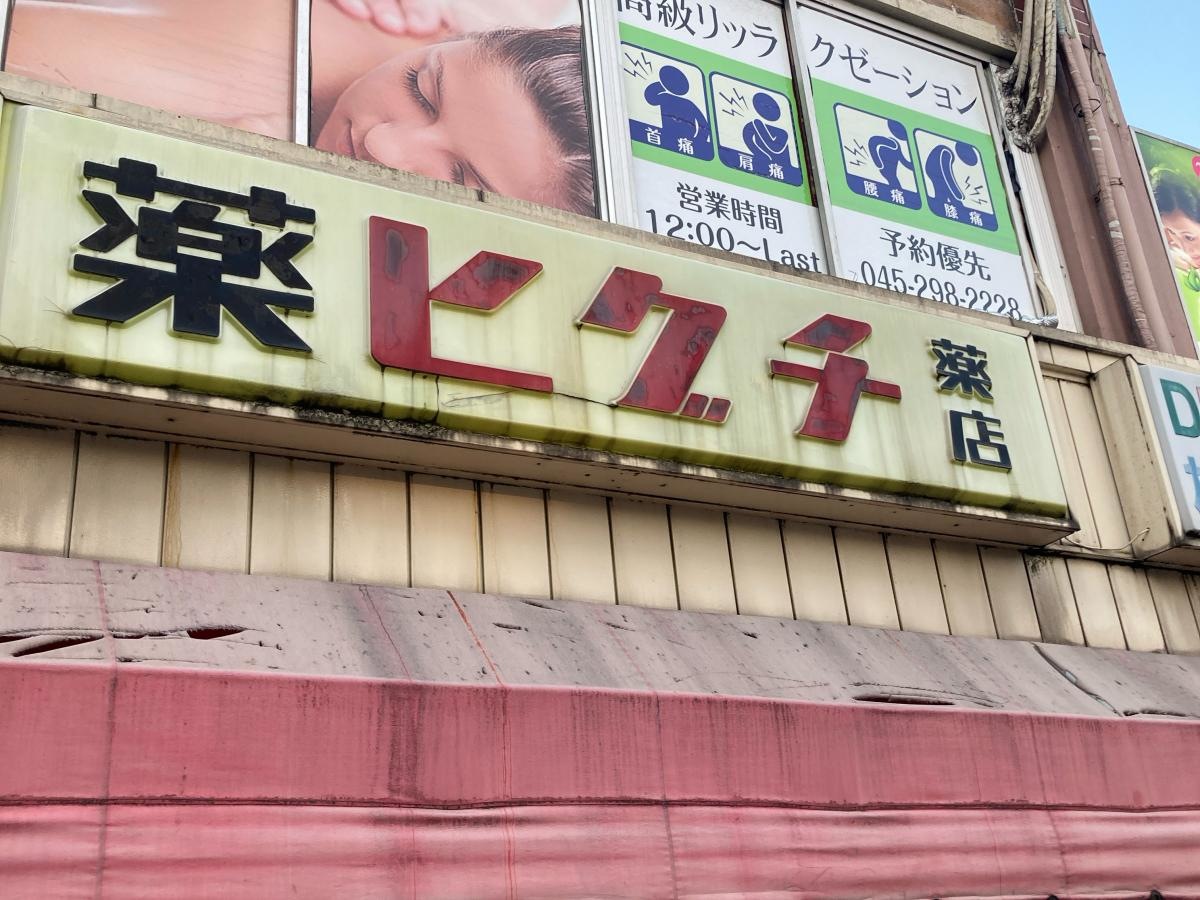 高級リッラクゼーション
首痛 肩痛 腰痛 膝痛
営業時間
12:00〜Last
予約優先
045-298-2228
薬ヒグチ薬店
D